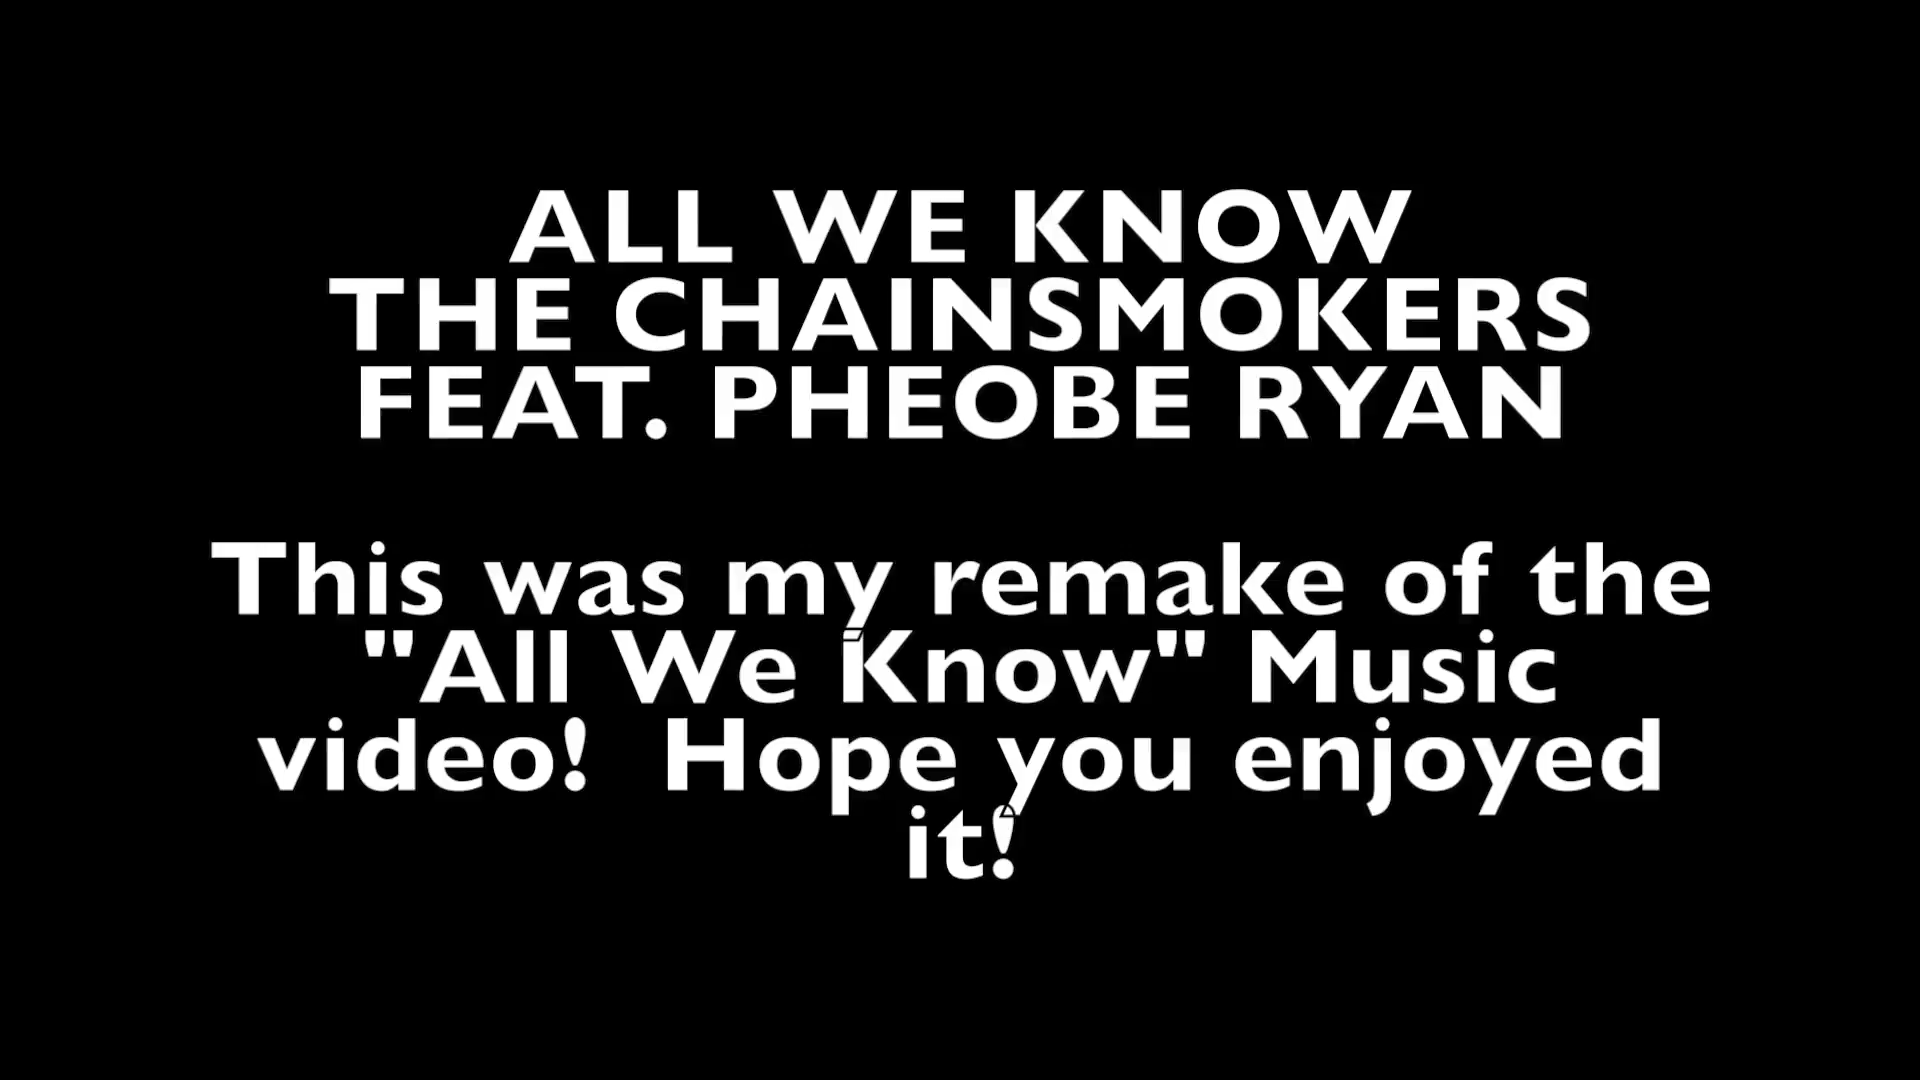 ALL WE KNOW
THE CHAINSMOKERS
FEAT. PHEOBE RYAN
This was my remake of the
"All We Know" Music
video!  Hope you enjoyed
it!